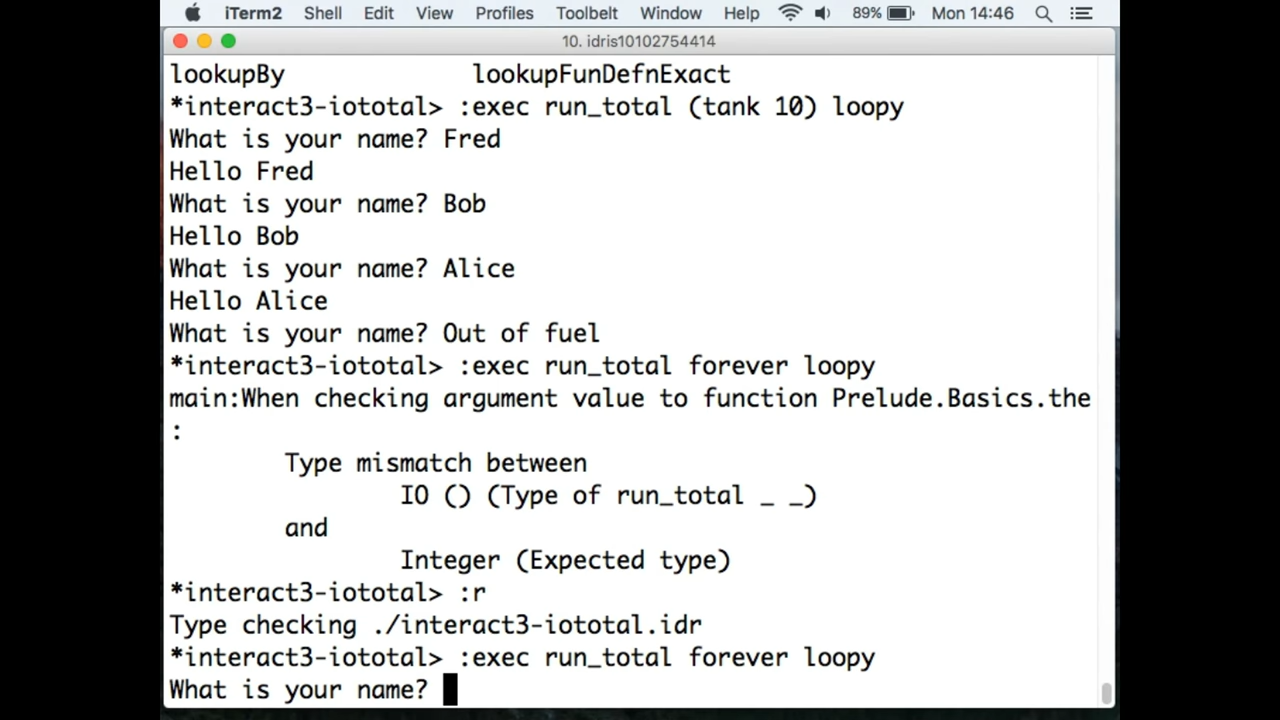 iTerm2 Shell Edit View Profiles Toolbelt Window Help 89% Mon 14:46
10. idris10102754414
lookupBy lookupFunDefnExact
*interact3-iototal> :exec run_total (tank 10) loopy
What is your name? Fred
Hello Fred
What is your name? Bob
Hello Bob
What is your name? Alice
Hello Alice
What is your name? Out of fuel
*interact3-iototal> :exec run_total forever loopy
main:When checking argument value to function Prelude.Basics.the
:
Type mismatch between
IO () (Type of run_total _ _)
and
Integer (Expected type)
*interact3-iototal> :r
Type checking ./interact3-iototal.idr
*interact3-iototal> :exec run_total forever loopy
What is your name?